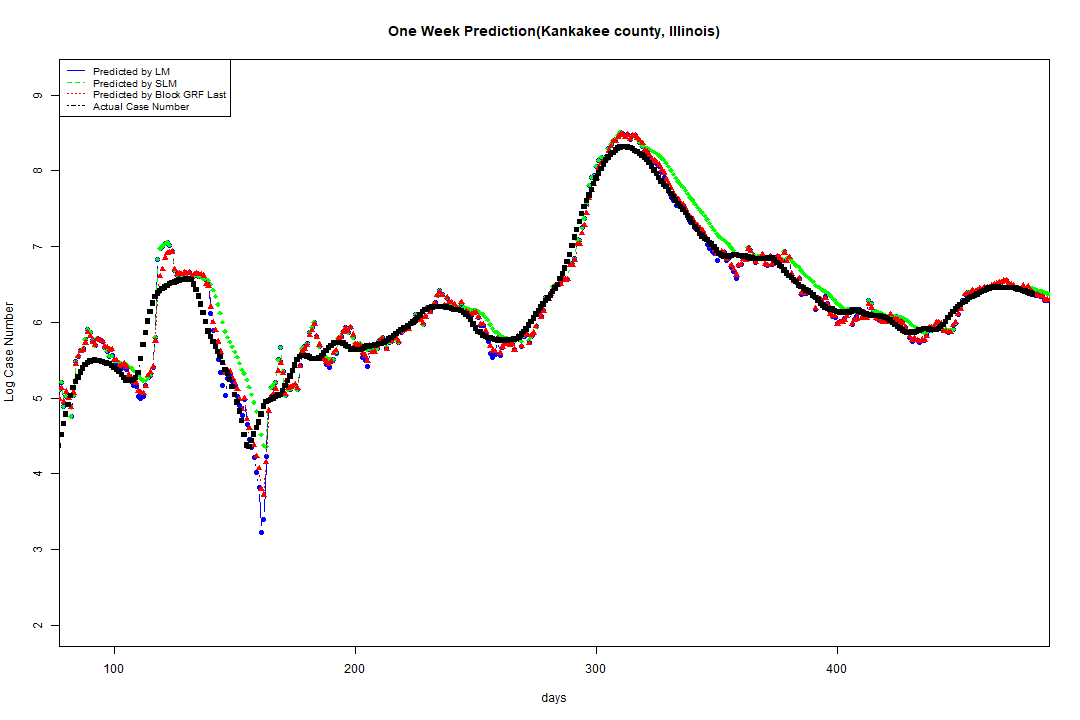 One Week Prediction(Kankakee county, Illinois)
Predicted by LM
Predicted by SLM
Predicted by Block GRF Last
Actual Case Number
9
8
7
6
5
4
3
2
Log Case Number
100 200 300 400
days